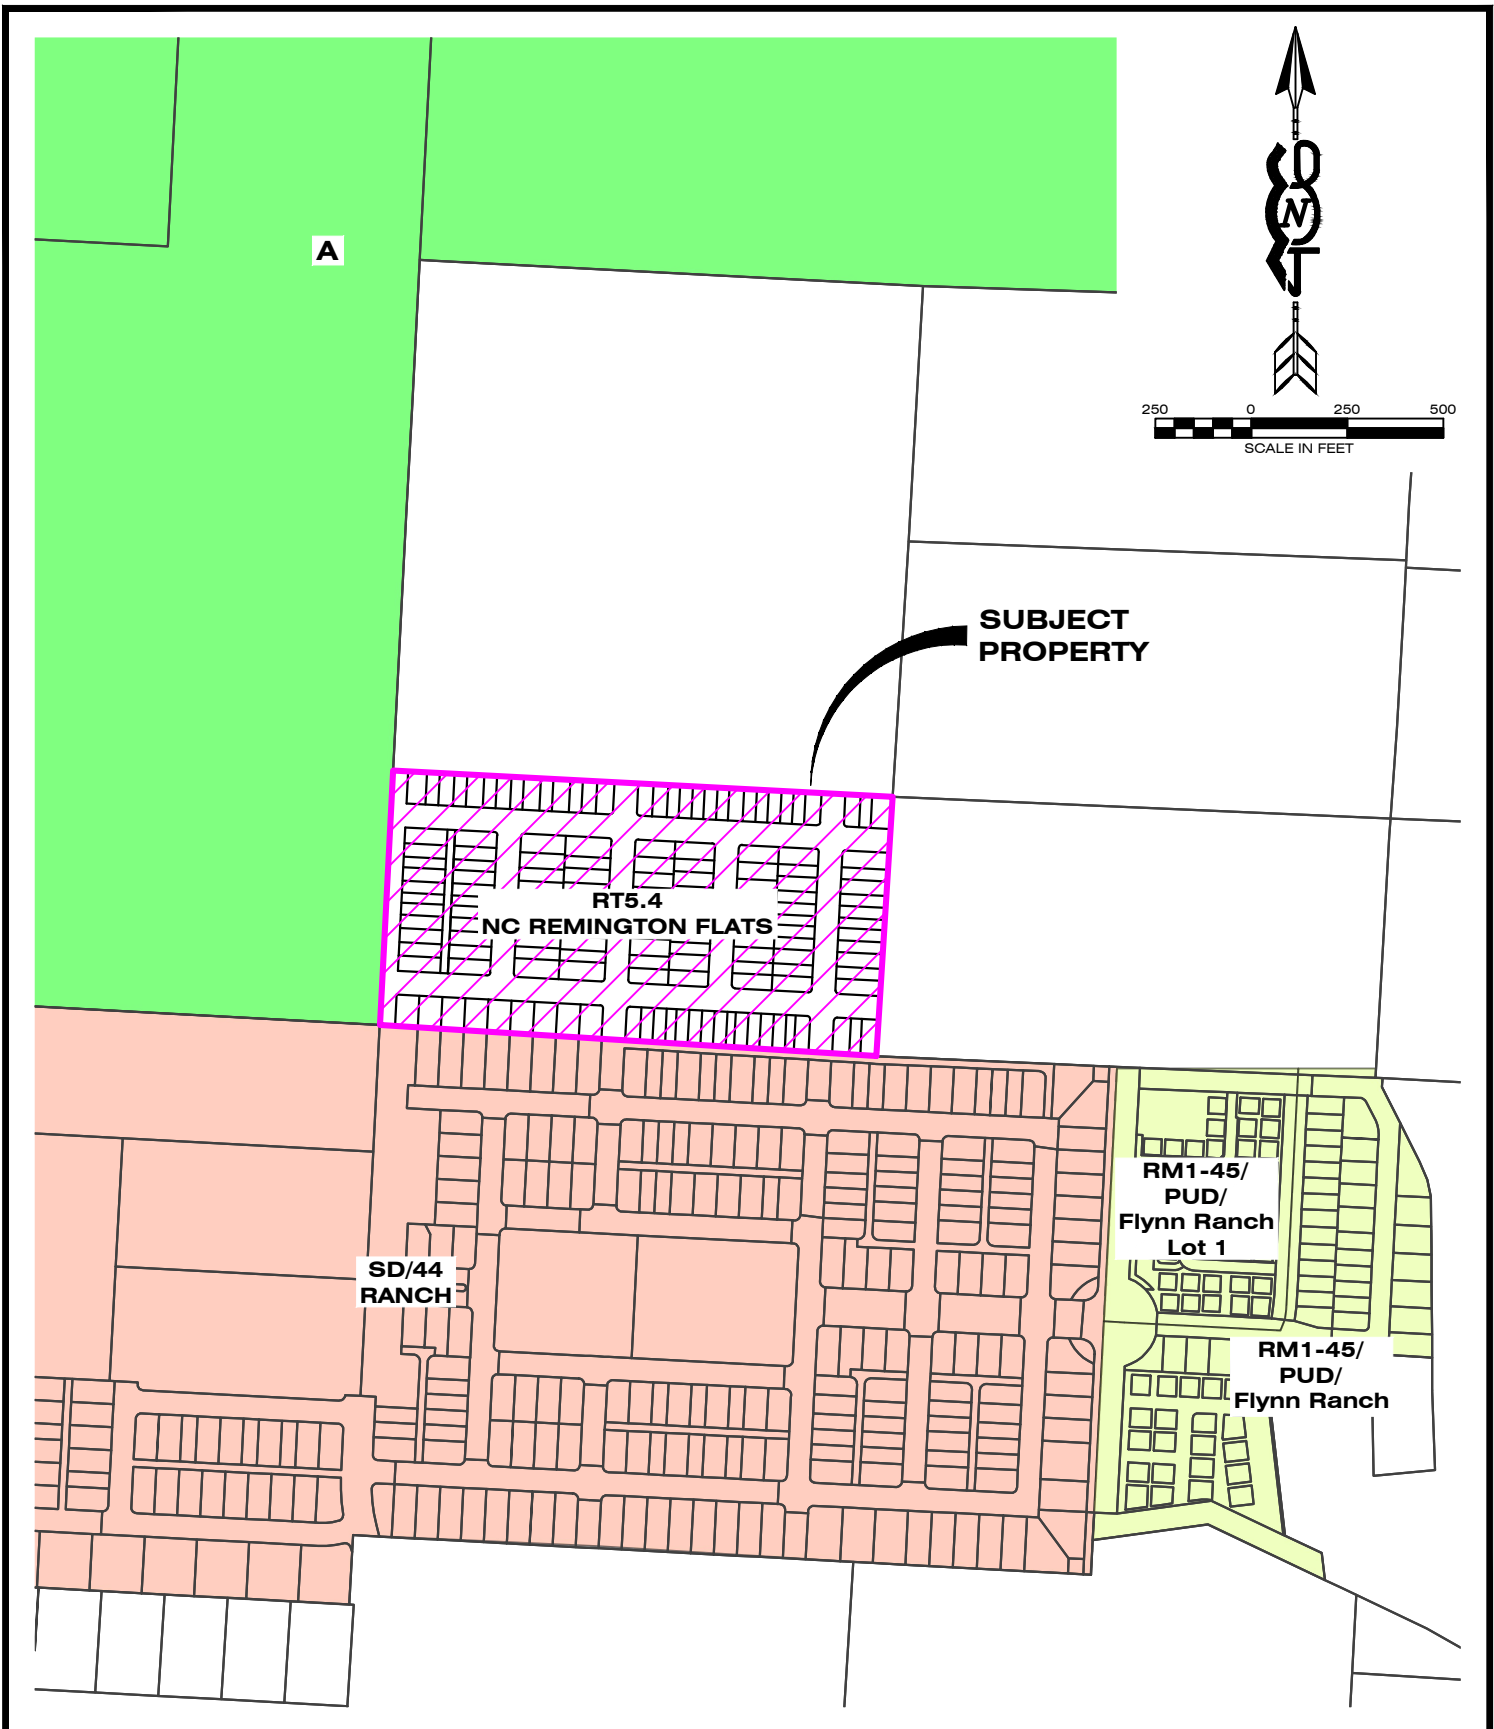 A
250 0 250 500
SCALE IN FEET
SUBJECT
PROPERTY
RT5.4
NC REMINGTON FLATS
RM1-45/
PUD/
Flynn Ranch
Lot 1
SD/44
RANCH
RM1-45/
PUD/
Flynn Ranch